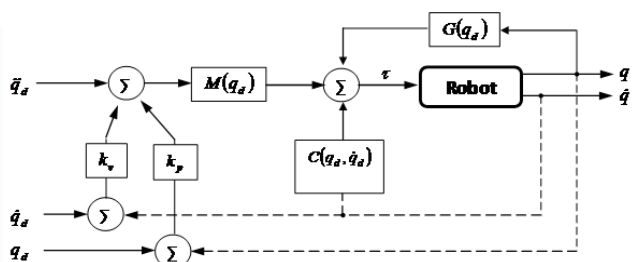 G(q_d)
q̈_d
∑
M(q_d)
∑
τ
Robot
q
q̇
k_v
k_p
C(q_d, q̇_d)
q̇_d
∑
q_d
∑